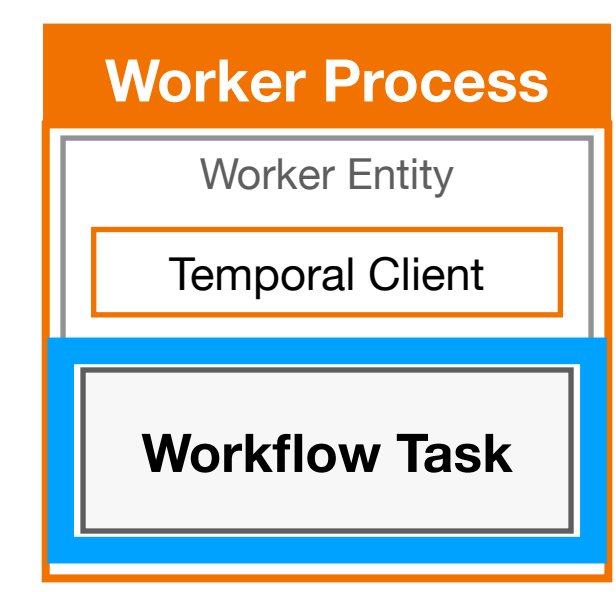 Worker Process
Worker Entity
Temporal Client
Workflow Task